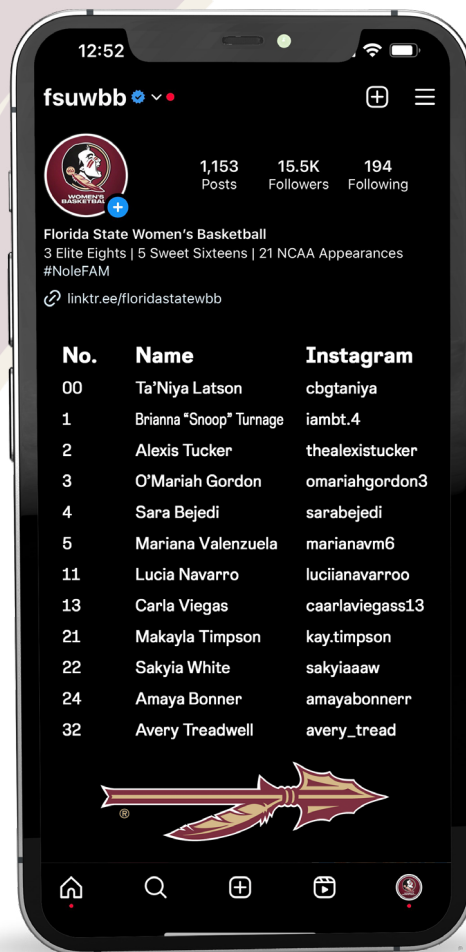 12:52
fsuwbb
WOMEN'S
BASKETBALL
1,153 15.5K 194
Posts Followers Following
Florida State Women's Basketball
3 Elite Eights | 5 Sweet Sixteens | 21 NCAA Appearances
#NoleFAM
linktr.ee/floridastatewbb
No. Name Instagram
00 Ta'Niya Latson cbgtaniya
1 Brianna “Snoop” Turnage iambt.4
2 Alexis Tucker thealexistucker
3 O'Mariah Gordon omariahgordon3
4 Sara Bejedi sarabejedi
5 Mariana Valenzuela marianavm6
11 Lucia Navarro luciianavarroo
13 Carla Viegas caarlaviegass13
21 Makayla Timpson kay.timpson
22 Sakyia White sakyiaaaw
24 Amaya Bonner amayabonnerr
32 Avery Treadwell avery_tread
®